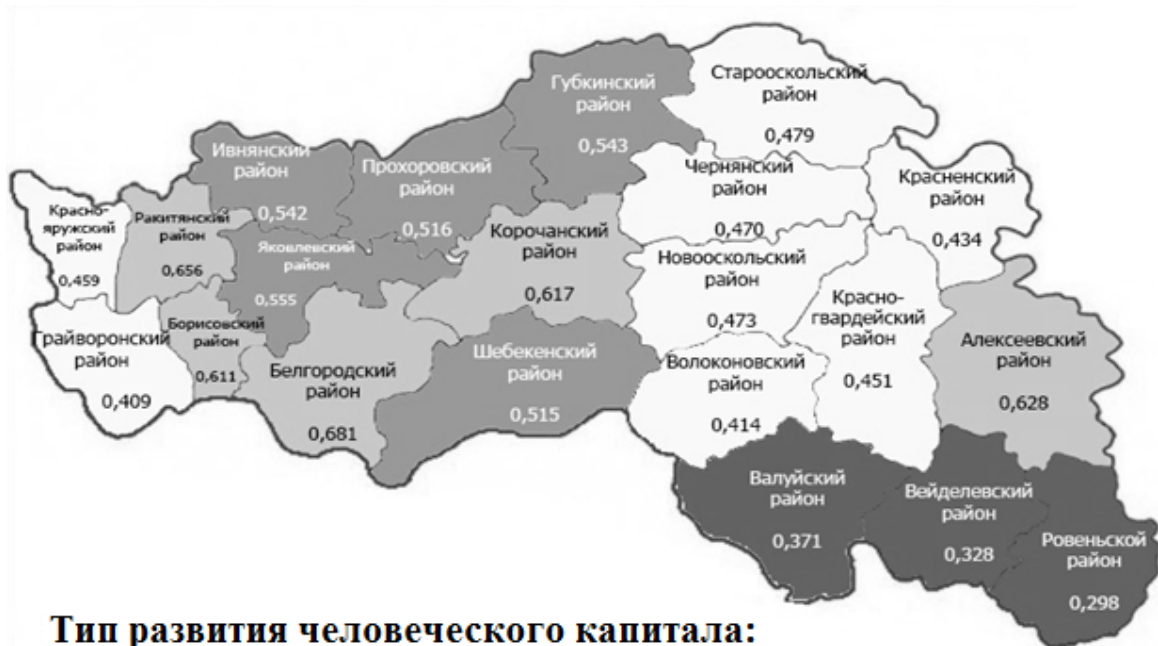 Губкинский
район
0,543
Старооскольский
район
0,479
Ивнянский
район
0,542
Прохоровский
район
0,516
Чернянский
район
0,470
Красненский
район
0,434
Красно-
яружский
район
0,459
Ракитянский
район
0,656
Яковлевский
район
0,555
Корочанский
район
0,617
Новооскольский
район
0,473
Красно-
гвардейский
район
0,451
Грайворонский
район
0,409
Борисовский
район
0,611
Белгородский
район
0,681
Шебекенский
район
0,515
Волоконовский
район
0,414
Алексеевский
район
0,628
Валуйский
район
0,371
Вейделевский
район
0,328
Ровеньской
район
0,298
Тип развития человеческого капитала: